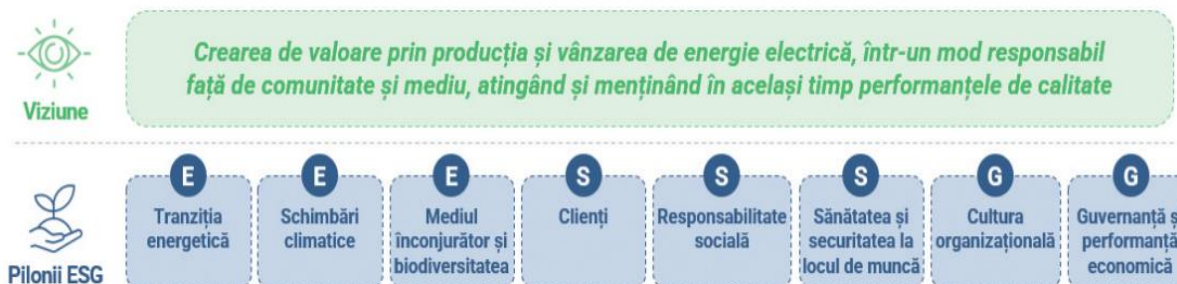 Crearea de valoare prin producția și vânzarea de energie electrică, într-un mod responsabil
față de comunitate și mediu, atingând și menținând în același timp performanțele de calitate
Viziune
E
Tranziția
energetică
E
Schimbări
climatice
E
Mediul
înconjurător și
biodiversitatea
S
Clienți
S
Responsabilitate
socială
S
Sănătatea și
securitatea la
locul de muncă
G
Cultura
organizațională
G
Guvernanță ș
performanță
economică
Pilonii ESG